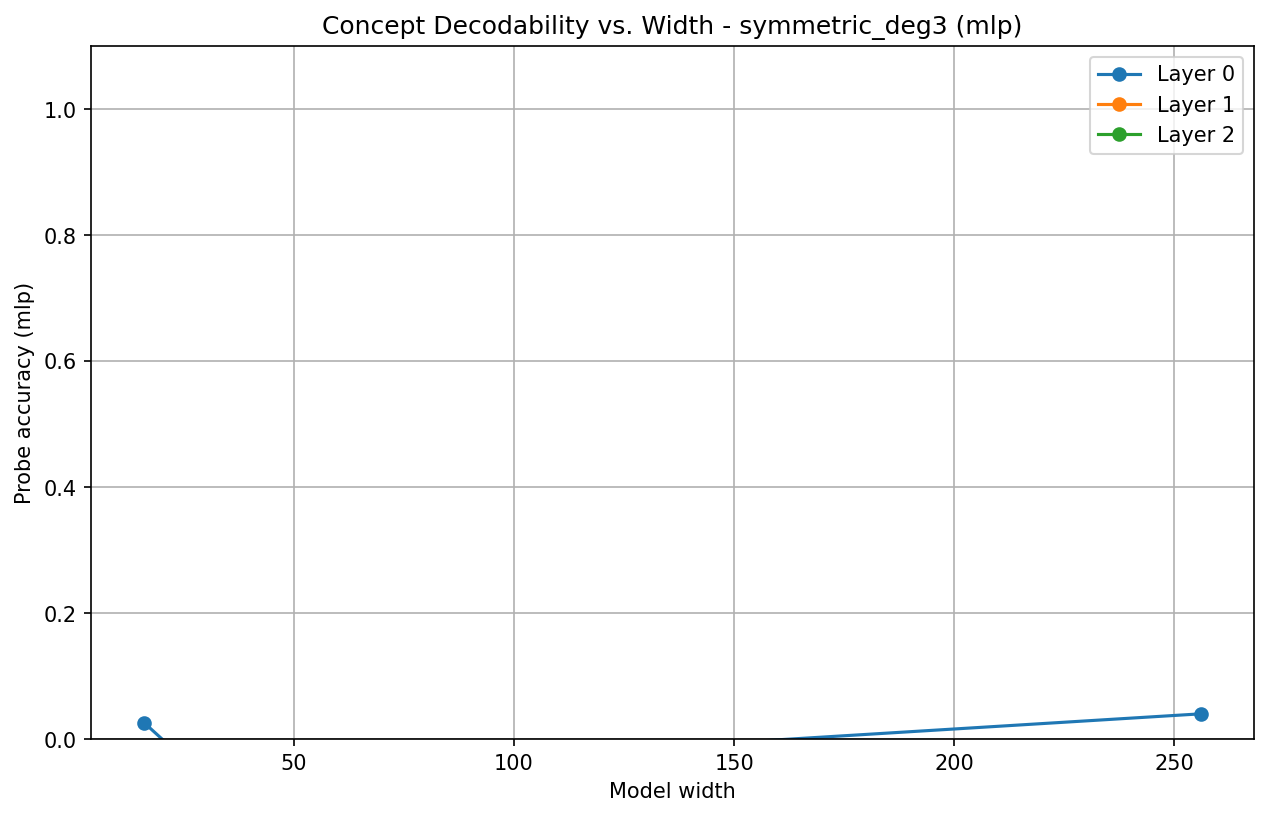 Concept Decodability vs. Width - symmetric_deg3 (mlp)
Layer 0
Layer 1
Layer 2
Probe accuracy (mlp)
1.0
0.8
0.6
0.4
0.2
0.0
50 100 150 200 250
Model width